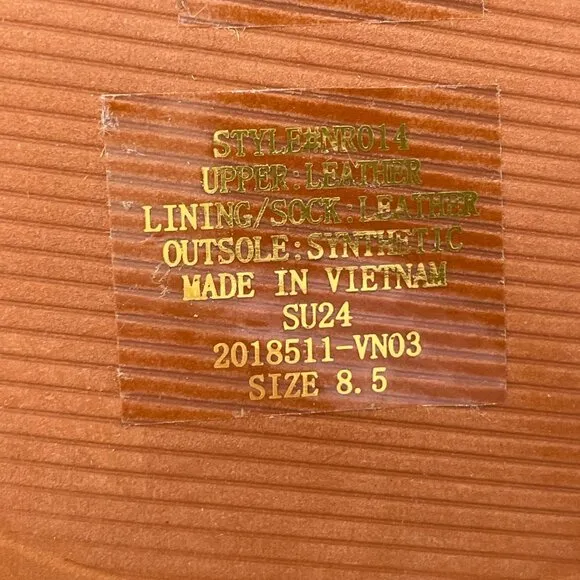 STYLE#NR014
UPPER:LEATHER
LINING/SOCK:LEATHER
OUTSOLE:SYNTHETIC
MADE IN VIETNAM
SU24
2018511-VN03
SIZE 8.5